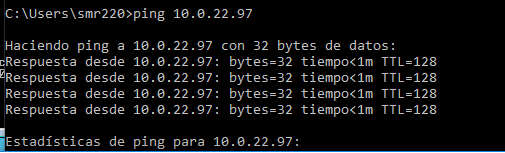 C:\Users\smr220>ping 10.0.22.97
Haciendo ping a 10.0.22.97 con 32 bytes de datos:
Respuesta desde 10.0.22.97: bytes=32 tiempo<1m TTL=128
Respuesta desde 10.0.22.97: bytes=32 tiempo<1m TTL=128
Respuesta desde 10.0.22.97: bytes=32 tiempo<1m TTL=128
Respuesta desde 10.0.22.97: bytes=32 tiempo<1m TTL=128
Estadísticas de ping para 10.0.22.97: